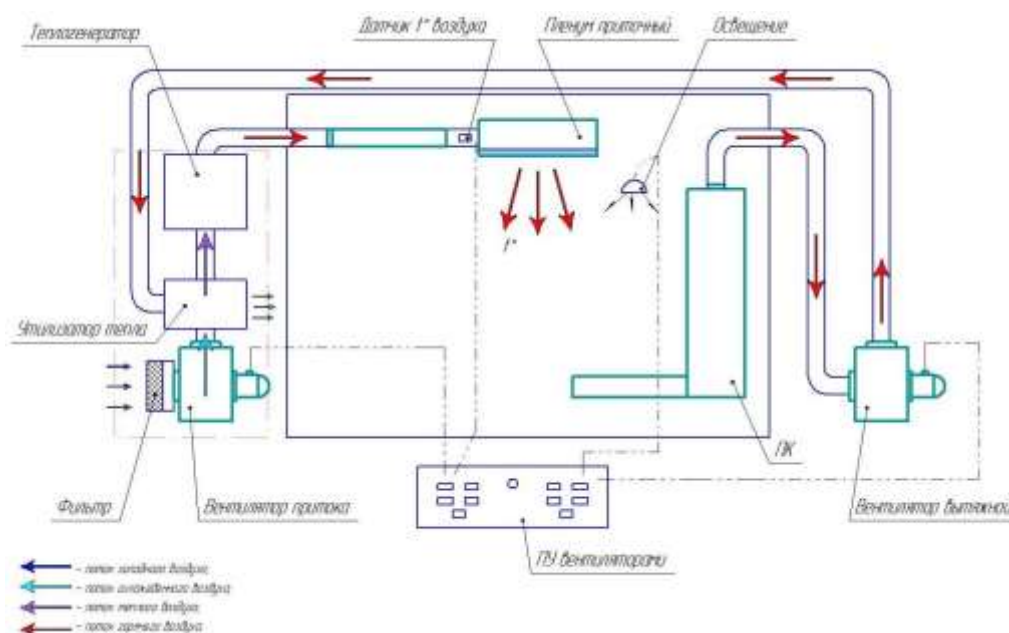 Теплогенератор
Датчик t° воздуха
Пленум приточный
Освещение
t°
Утилизатор тепла
ПК
Фильтр
Вентилятор притока
Вентилятор вытяжной
ПУ вентиляторами
- поток холодного воздуха;
- поток охлажденного воздуха;
- поток теплого воздуха;
- поток горячего воздуха